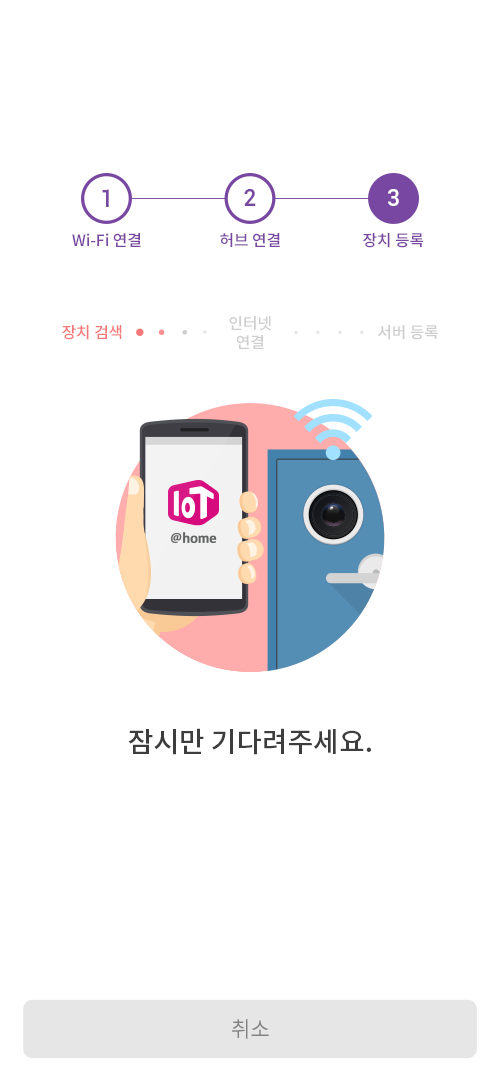 1
2
3
Wi-Fi 연결
허브 연결
장치 등록
장치 검색
인터넷
연결
서버 등록
IoT
@home
잠시만 기다려주세요.
취소